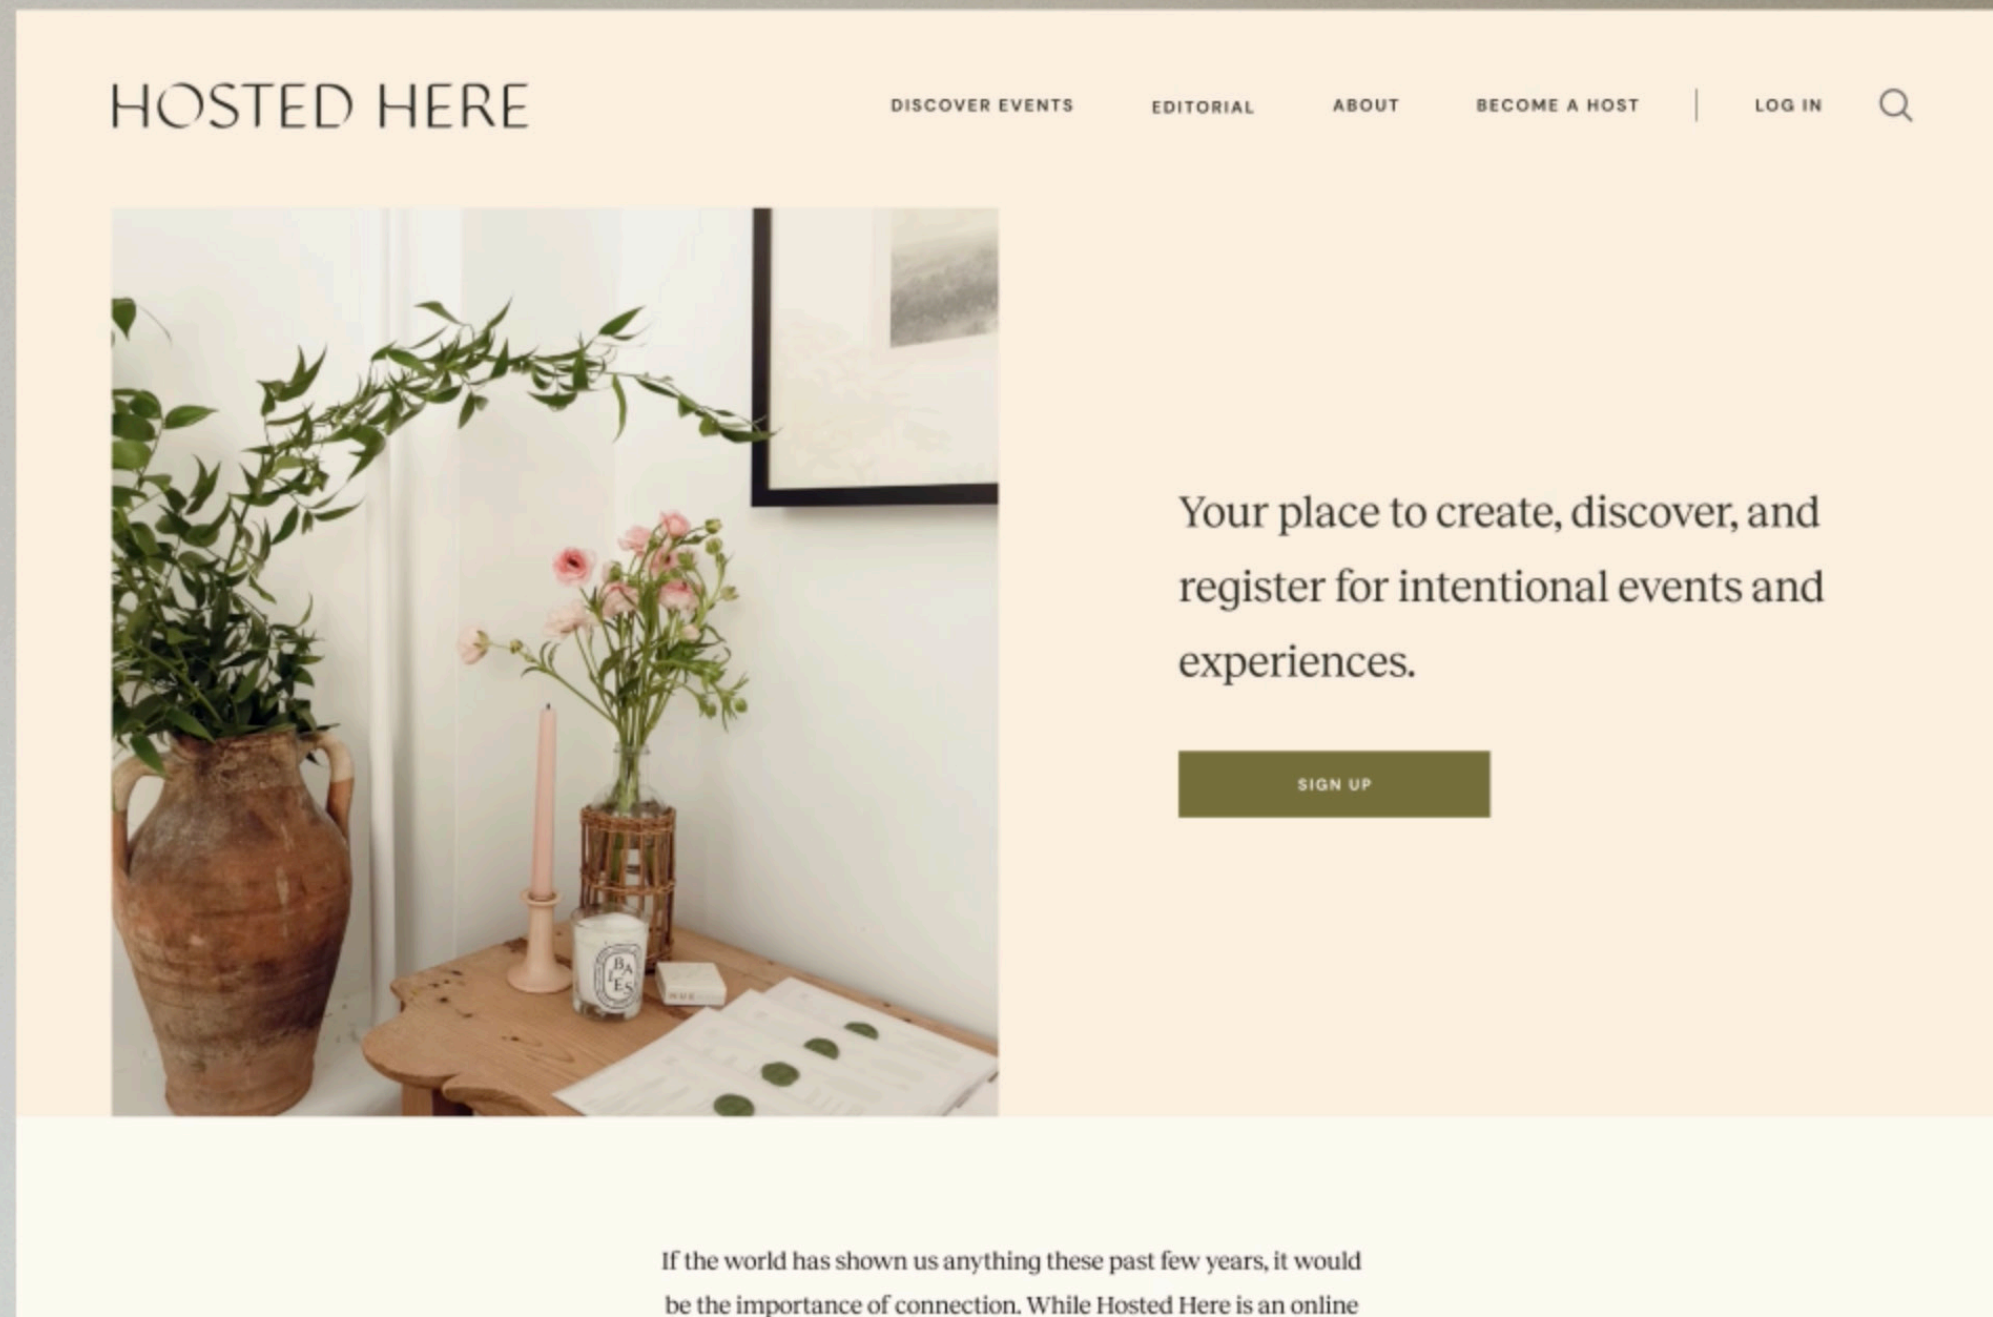 HOSTED HERE
DISCOVER EVENTS EDITORIAL ABOUT BECOME A HOST LOG IN
Your place to create, discover, and
register for intentional events and
experiences.
SIGN UP
BAIES
If the world has shown us anything these past few years, it would
be the importance of connection. While Hosted Here is an online